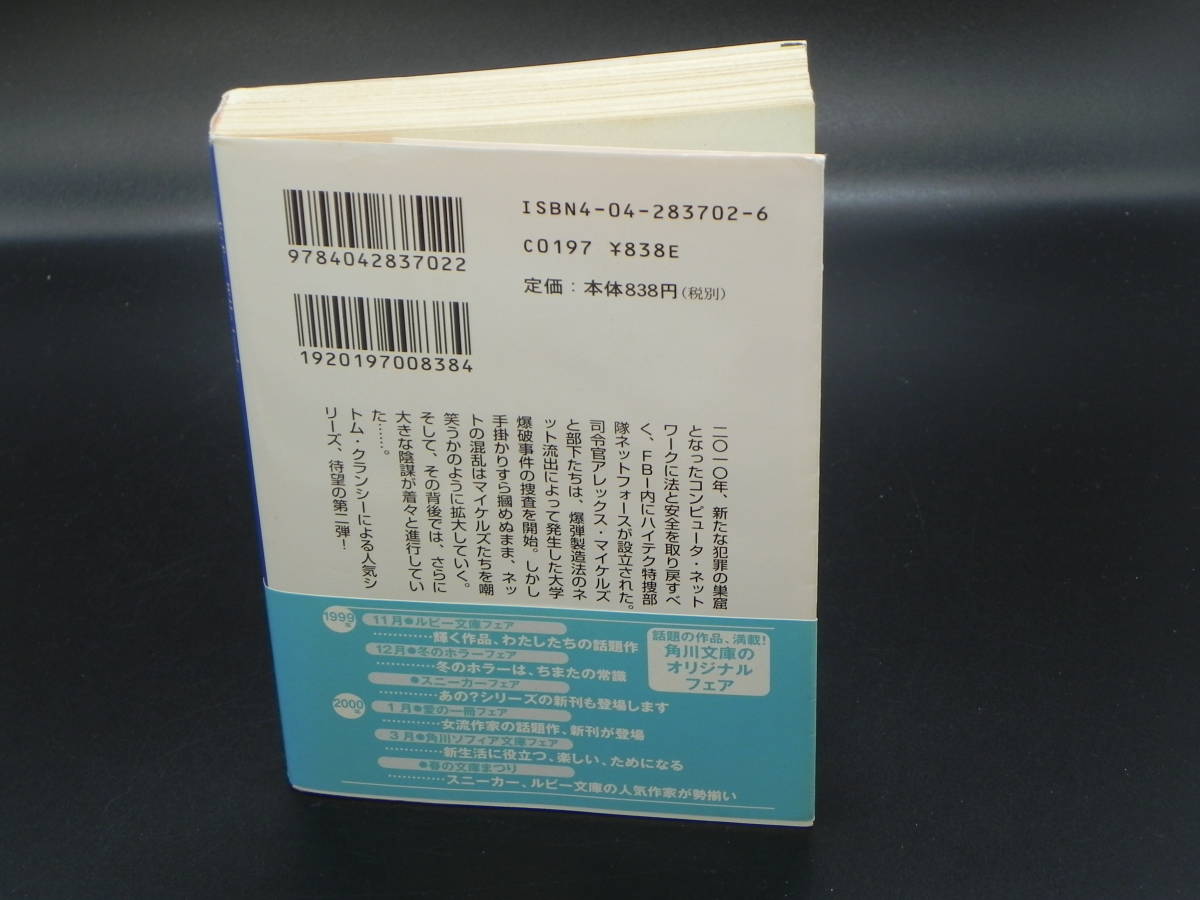 9784042837022
ISBN4-04-283702-6
C0197 ¥838E
定価：本体838円（税別）
1920197008384
二〇一〇年、新たな犯罪の巣窟
となったコンピュータ・ネット
ワークに法と安全を取り戻すべ
く、FBI内にハイテク特捜部
隊ネットフォースが設立された。
司令官アレックス・マイケルズ
と部下たちは、爆弾製造法のネ
ット流出によって発生した大学
爆破事件の捜査を開始。しかし
手掛かりすら摑めぬまま、ネッ
トの混乱はマイケルズたちを嘲
笑うかのように拡大していく。
そして、その背後では、さらに
大きな陰謀が着々と進行してい
た……。
トム・クランシーによる人気シ
リーズ、待望の第二弾！
話題の作品、満載！
角川文庫の
オリジナル
フェア
1999年
11月●ルビー文庫フェア
…………輝く作品、わたしたちの話題作
12月●冬のホラーフェア
…………冬のホラーは、ちまたの常識
●スニーカーフェア
…………あの？シリーズの新刊も登場します
2000年
1月●愛の一冊フェア
…………女流作家の話題作、新刊が登場
3月●角川ソフィア文庫フェア
…………新生活に役立つ、楽しい、ためになる
●春の文庫まつり
…………スニーカー、ルビー文庫の人気作家が勢揃い